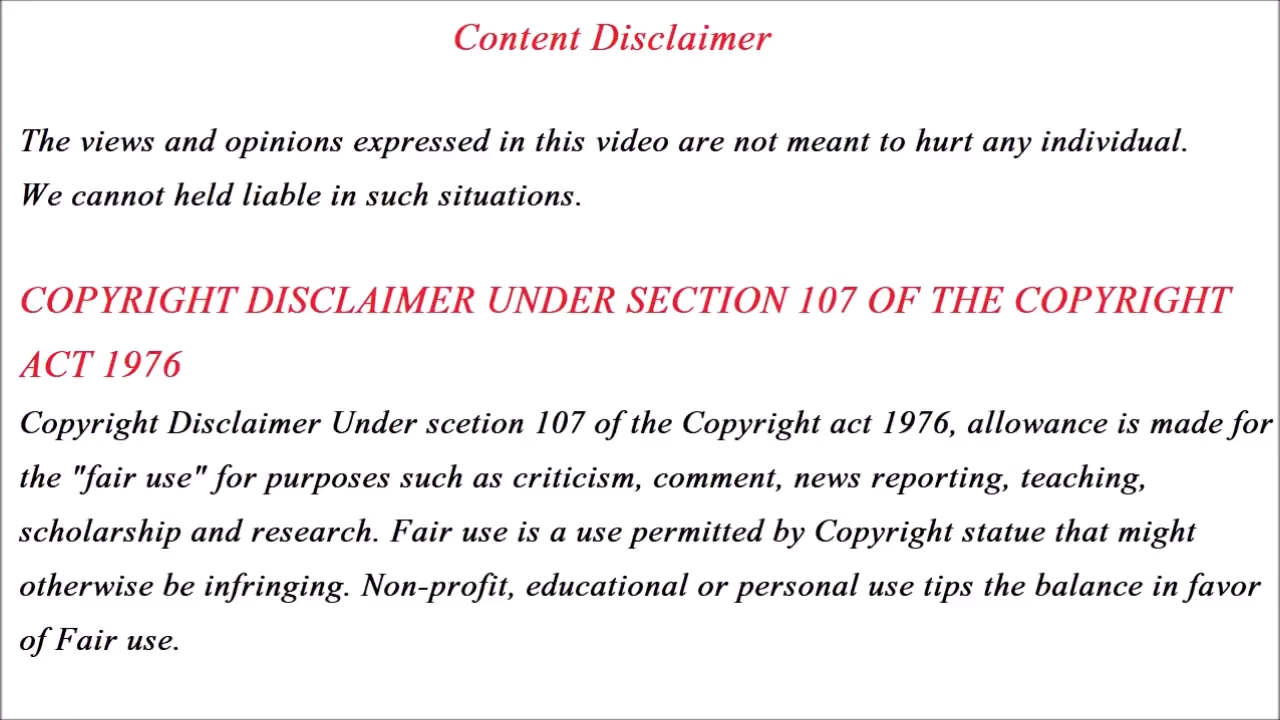 Content Disclaimer
The views and opinions expressed in this video are not meant to hurt any individual.
We cannot held liable in such situations.
COPYRIGHT DISCLAIMER UNDER SECTION 107 OF THE COPYRIGHT
ACT 1976
Copyright Disclaimer Under scetion 107 of the Copyright act 1976, allowance is made for
the "fair use" for purposes such as criticism, comment, news reporting, teaching,
scholarship and research. Fair use is a use permitted by Copyright statue that might
otherwise be infringing. Non-profit, educational or personal use tips the balance in favor
of Fair use.